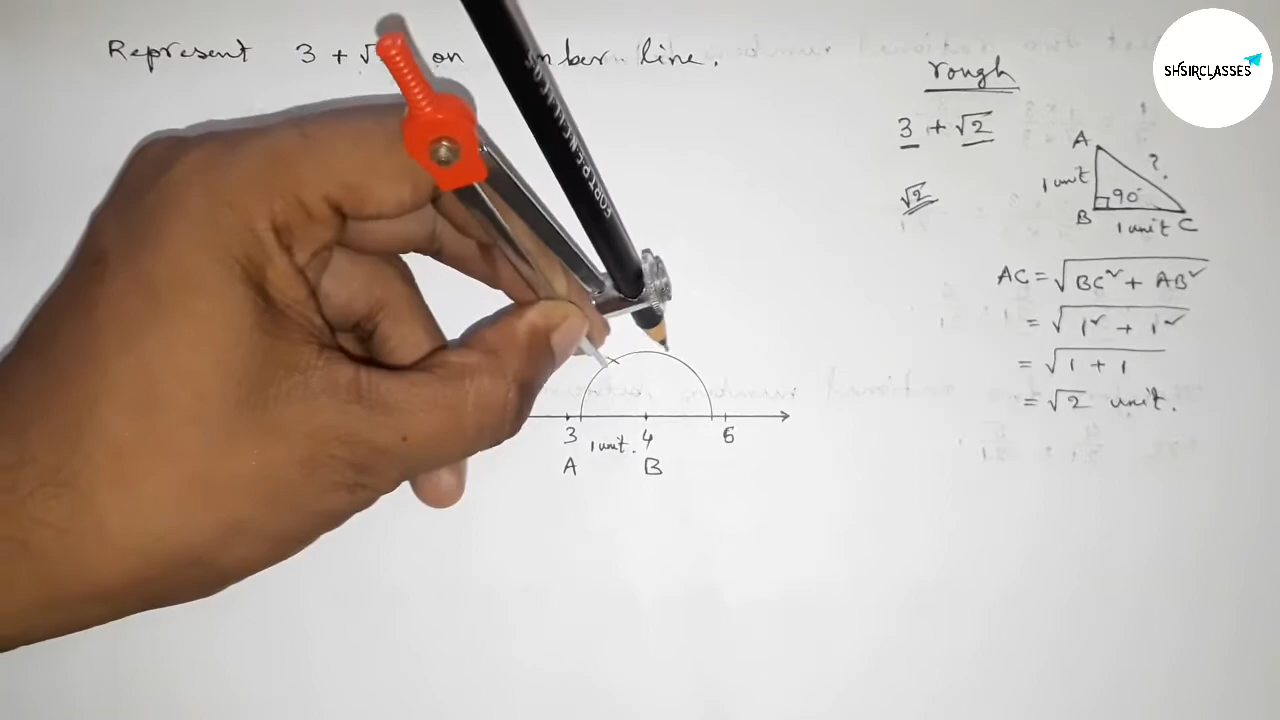 Represent 3 + √ on mber line.
SHSIRCLASSES
rough
3 + √2
√2
A
?
1 unit
90°
B
1 unit C
AC = √BC² + AB²
= √1² + 1²
= √1 + 1
= √2 unit.
3 4 6
1 unit.
A B